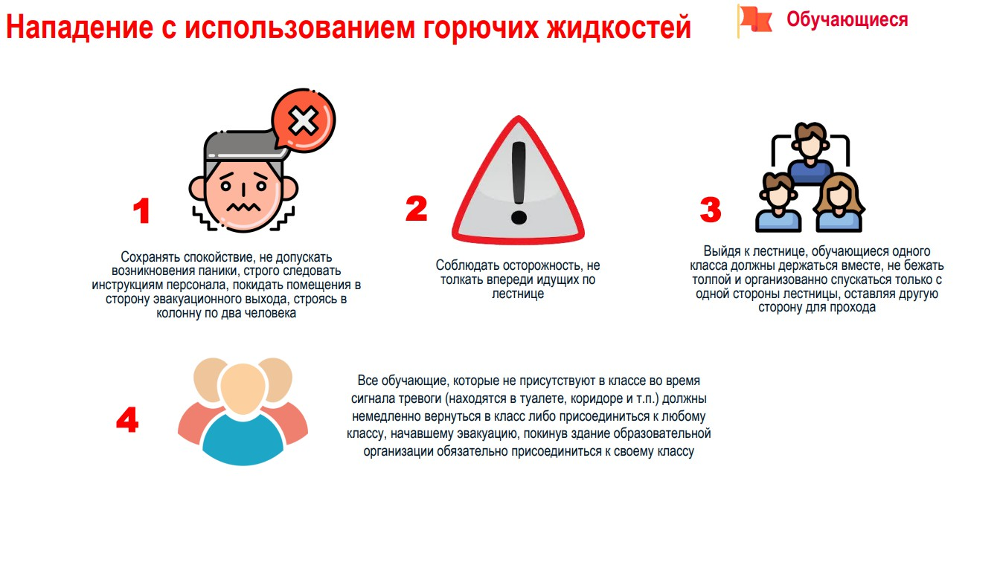 Нападение с использованием горючих жидкостей
Обучающиеся
1
Сохранять спокойствие, не допускать
возникновения паники, строго следовать
инструкциям персонала, покидать помещения в
сторону эвакуационного выхода, строясь в
колонну по два человека
2
Соблюдать осторожность, не
толкать впереди идущих по
лестнице
3
Выйдя к лестнице, обучающиеся одного
класса должны держаться вместе, не бежать
толпой и организованно спускаться только с
одной стороны лестницы, оставляя другую
сторону для прохода
4
Все обучающие, которые не присутствуют в классе во время
сигнала тревоги (находятся в туалете, коридоре и т.п.) должны
немедленно вернуться в класс либо присоединиться к любому
классу, начавшему эвакуацию, покинув здание образовательной
организации обязательно присоединиться к своему классу